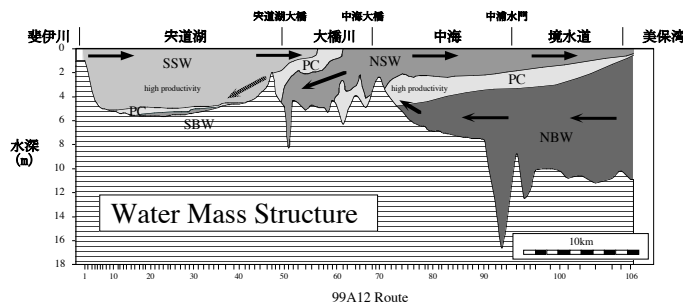 宍道湖大橋 中海大橋 中浦水門
斐伊川 宍道湖 大橋川 中海 境水道 美保湾
0
2
4
6
8
10
12
14
16
18
水深
(m)
SSW
PC
NSW
high productivity
high productivity
PC
PC
SBW
NBW
Water Mass Structure
10km
1 10 20 30 40 50 60 70 80 90 100 106
99A12 Route